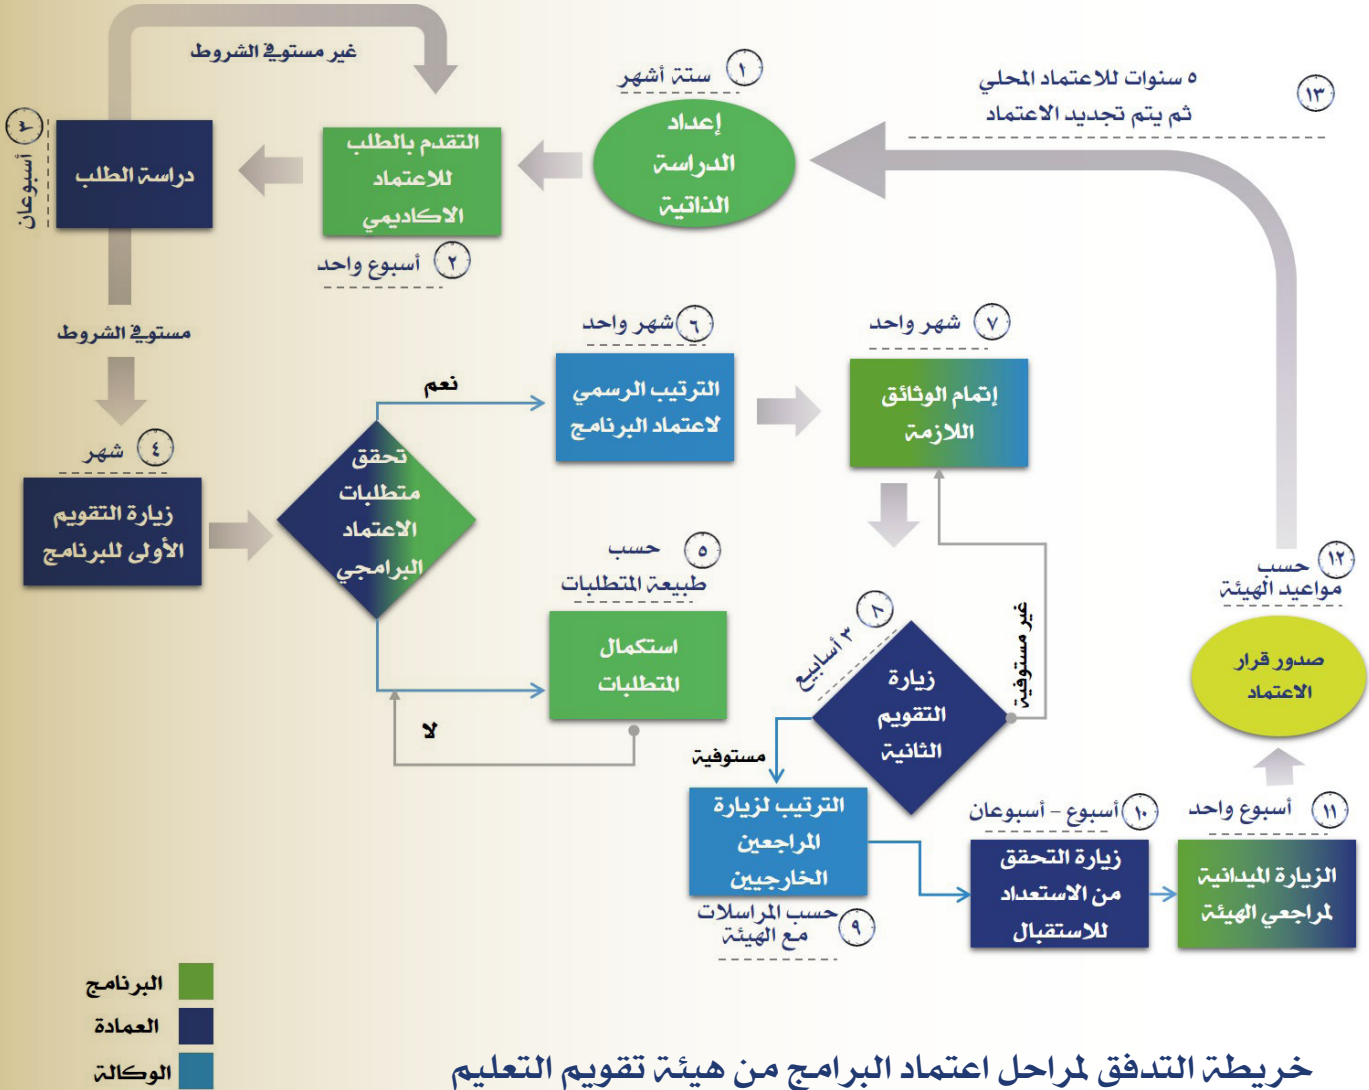 غير مستوفي الشروط
١
ستة أشهر
١٣
٥ سنوات للاعتماد المحلي
ثم يتم تجديد الاعتماد
إعداد
الدراسة
الذاتية
التقدم بالطلب
للاعتماد
الاكاديمي
٢
أسبوع واحد
دراسة الطلب
٣
أسبوعان
مستوفي الشروط
٤
شهر
زيارة التقويم
الأولى للبرنامج
تحقق
متطلبات
الاعتماد
البرامجي
نعم
لا
٥
حسب
طبيعة المتطلبات
استكمال
المتطلبات
٦
شهر واحد
الترتيب الرسمي
لاعتماد البرنامج
٧
شهر واحد
إتمام الوثائق
اللازمة
٨
٣ أسابيع
زيارة
التقويم
الثانية
غير مستوفية
مستوفية
الترتيب لزيارة
المراجعين
الخارجيين
٩
حسب المراسلات
مع الهيئة
١٠
أسبوع – أسبوعان
زيارة التحقق
من الاستعداد
للاستقبال
١١
أسبوع واحد
الزيارة الميدانية
لمراجعي الهيئة
١٢
حسب
مواعيد الهيئة
صدور قرار
الاعتماد
البرنامج
العمادة
الوكالة
خريطة التدفق لمراحل اعتماد البرامج من هيئة تقويم التعليم